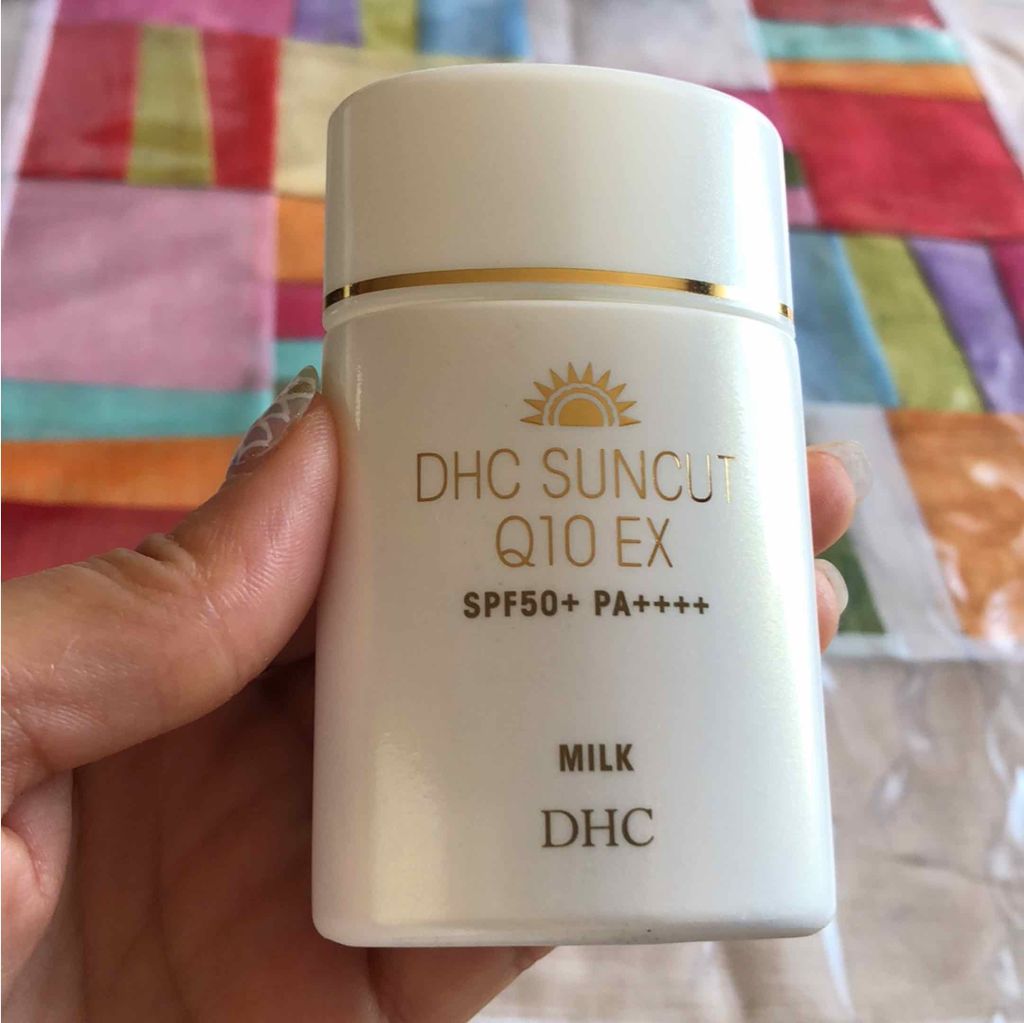 DHC SUNCUT
Q10 EX
SPF50+ PA++++
MILK
DHC